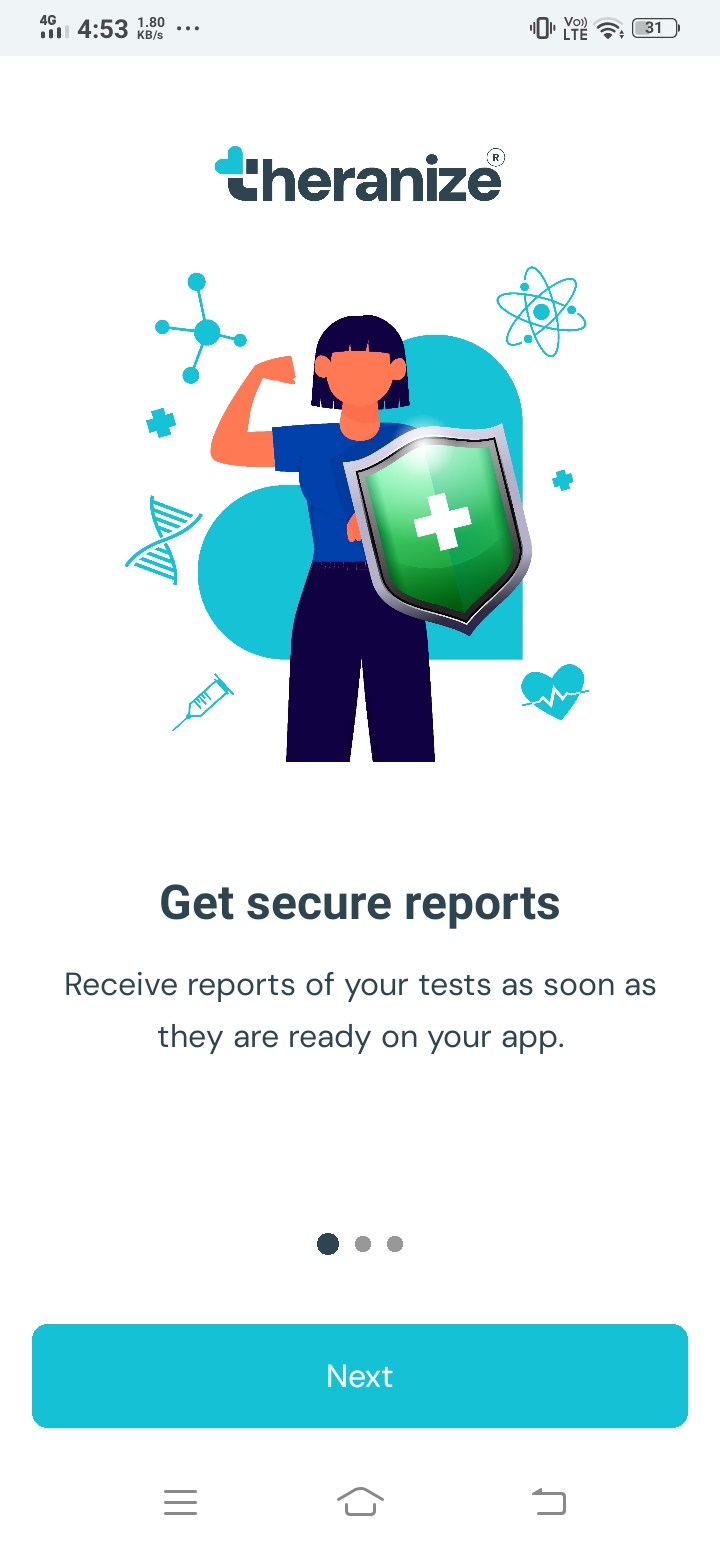 4G 4:53 1.80 KB/s ... Vo)) LTE 31
theranize ®
Get secure reports
Receive reports of your tests as soon as
they are ready on your app.
Next